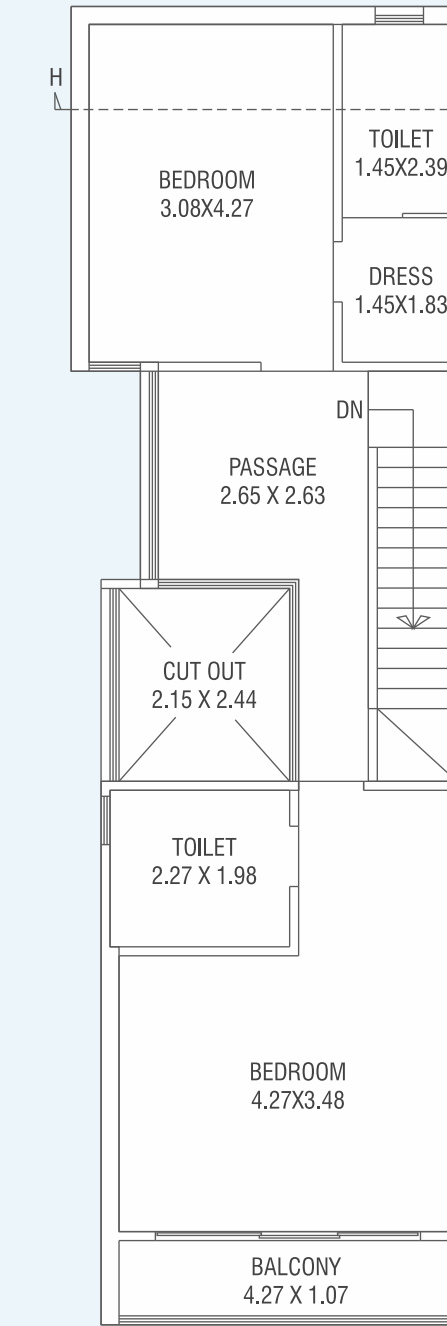 H
TOILET
1.45X2.39
BEDROOM
3.08X4.27
DRESS
1.45X1.83
DN
PASSAGE
2.65 X 2.63
CUT OUT
2.15 X 2.44
TOILET
2.27 X 1.98
BEDROOM
4.27X3.48
BALCONY
4.27 X 1.07